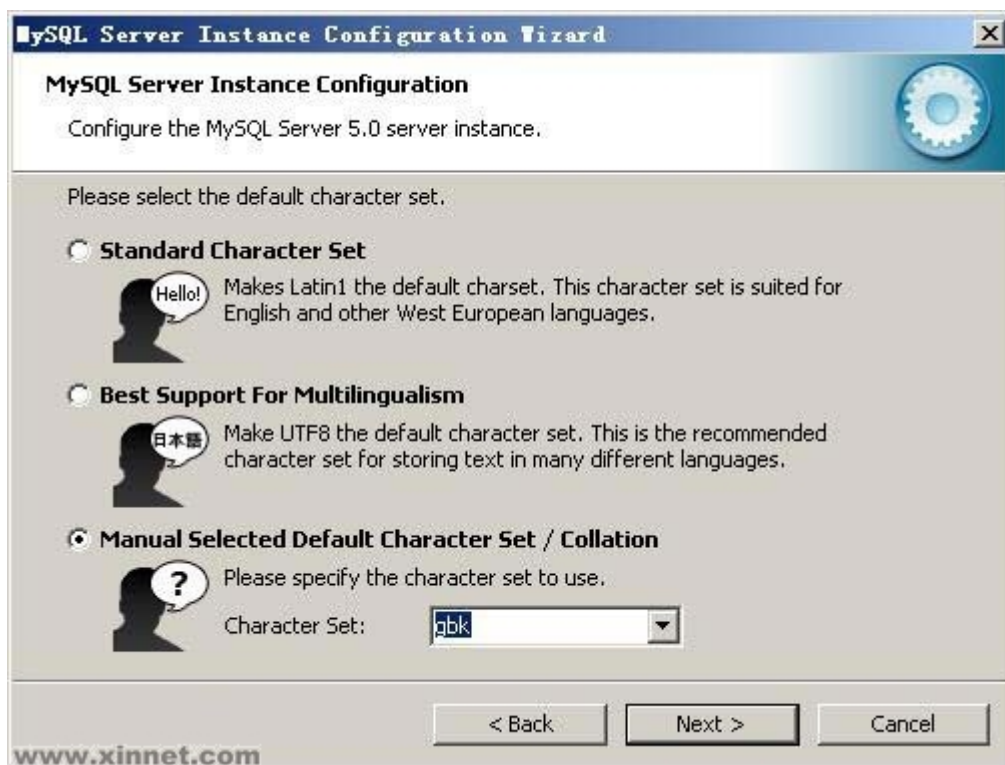 MySQL Server Instance Configuration Wizard
MySQL Server Instance Configuration
Configure the MySQL Server 5.0 server instance.
Please select the default character set.
Standard Character Set
Hello!
Makes Latin1 the default charset. This character set is suited for
English and other West European languages.
Best Support For Multilingualism
日本語
Make UTF8 the default character set. This is the recommended
character set for storing text in many different languages.
Manual Selected Default Character Set / Collation
?
Please specify the character set to use.
Character Set:
gbk
< Back
Next >
Cancel
www.xinnet.com